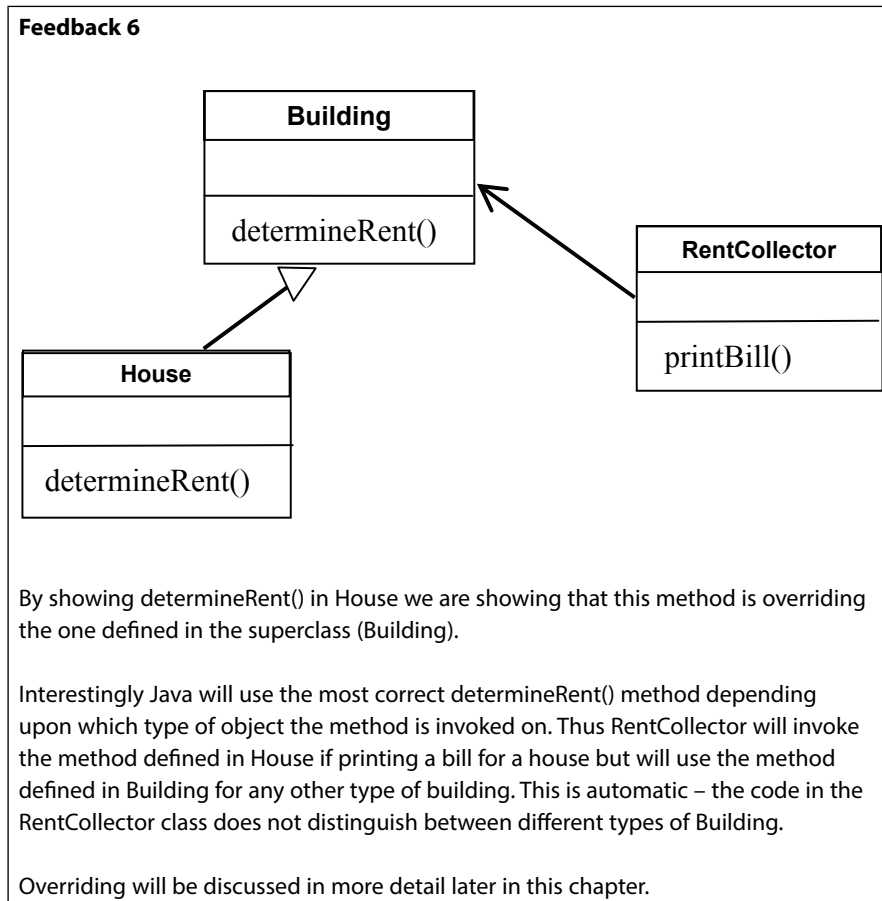 Feedback 6
Building
determineRent()
RentCollector
printBill()
House
determineRent()
By showing determineRent() in House we are showing that this method is overriding
the one defined in the superclass (Building).
Interestingly Java will use the most correct determineRent() method depending
upon which type of object the method is invoked on. Thus RentCollector will invoke
the method defined in House if printing a bill for a house but will use the method
defined in Building for any other type of building. This is automatic – the code in the
RentCollector class does not distinguish between different types of Building.
Overriding will be discussed in more detail later in this chapter.